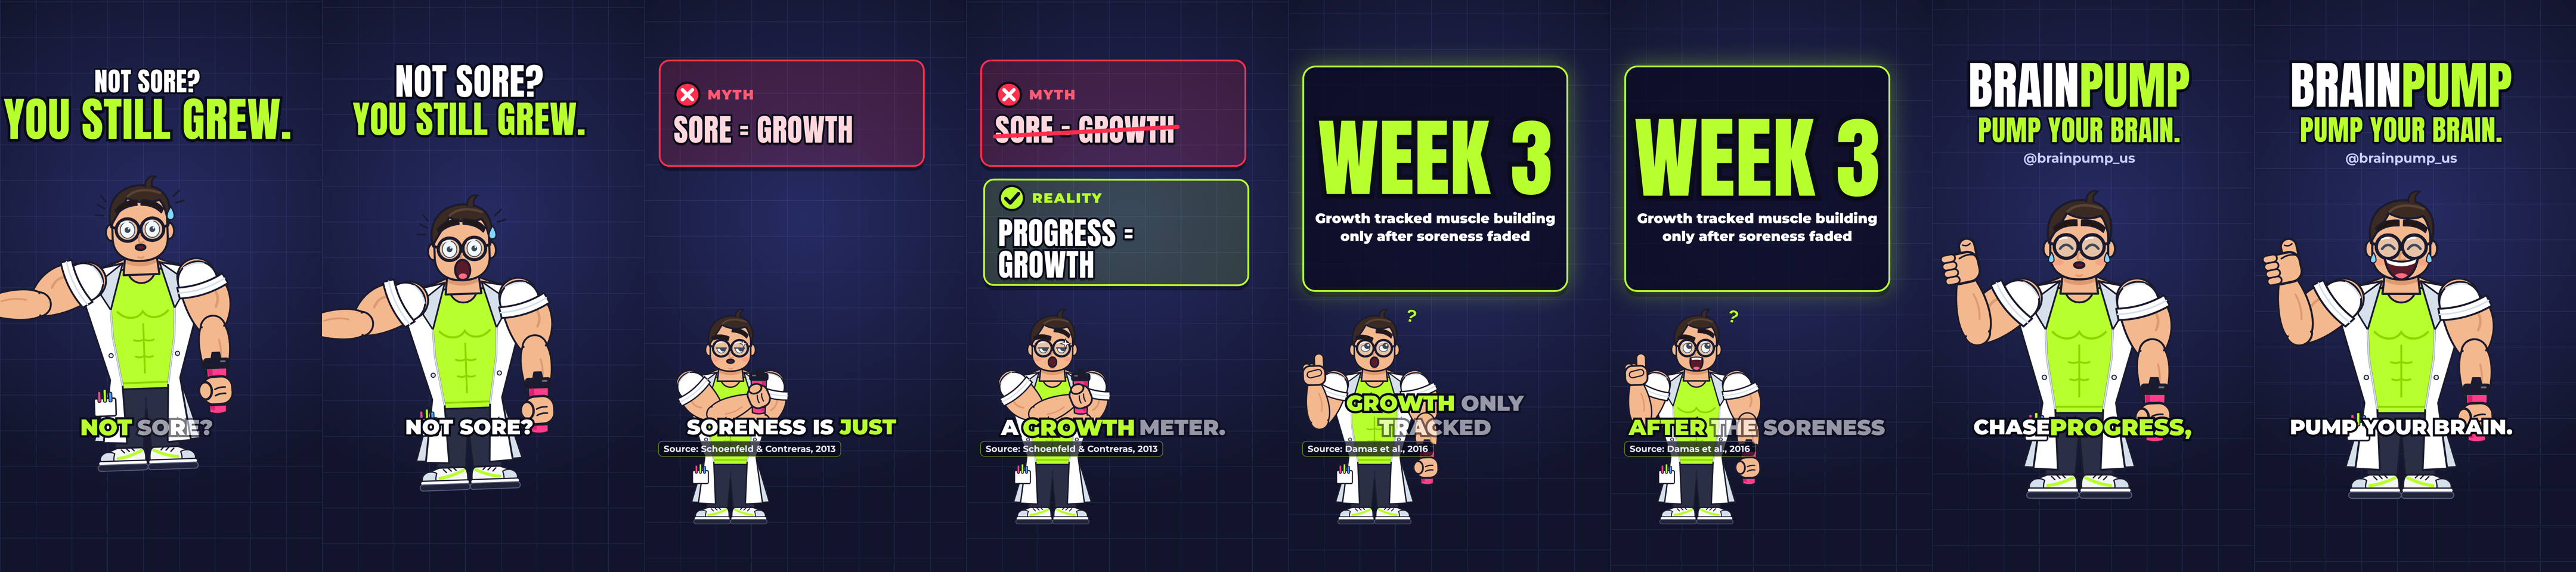 NOT SORE?
YOU STILL GREW.
NOT SORE?
NOT SORE?
YOU STILL GREW.
NOT SORE?
MYTH
SORE = GROWTH
SORENESS IS JUST
Source: Schoenfeld & Contreras, 2013
MYTH
SORE = GROWTH
REALITY
PROGRESS =
GROWTH
A GROWTH METER.
Source: Schoenfeld & Contreras, 2013
WEEK 3
Growth tracked muscle building
only after soreness faded
?
GROWTH ONLY
TRACKED
Source: Damas et al., 2016
WEEK 3
Growth tracked muscle building
only after soreness faded
?
AFTER THE SORENESS
Source: Damas et al., 2016
BRAINPUMP
PUMP YOUR BRAIN.
@brainpump_us
CHASE PROGRESS,
BRAINPUMP
PUMP YOUR BRAIN.
@brainpump_us
PUMP YOUR BRAIN.